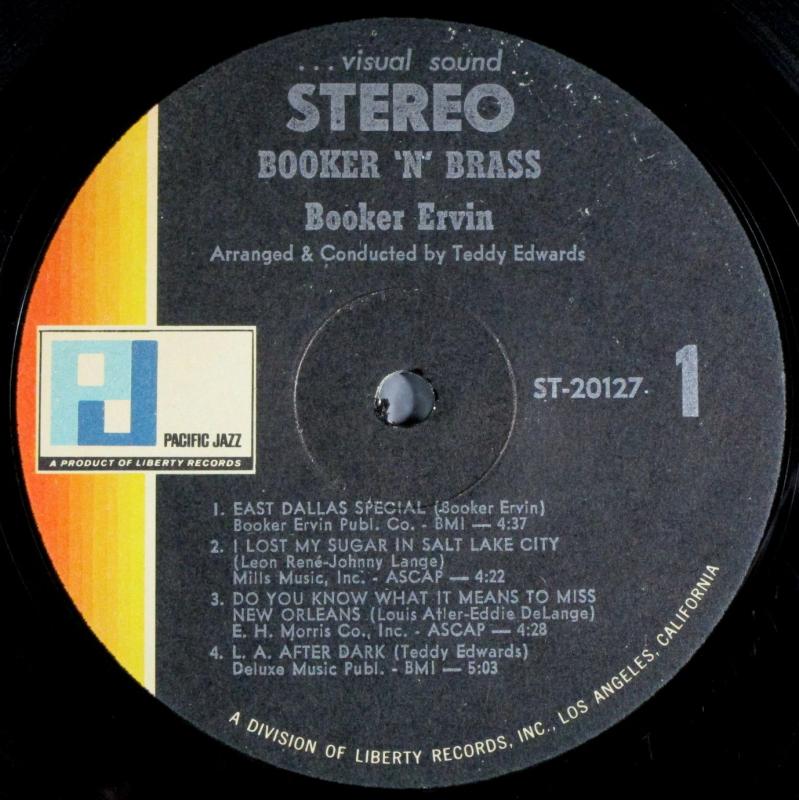 ...visual sound
STEREO
BOOKER 'N' BRASS
Booker Ervin
Arranged & Conducted by Teddy Edwards
ST-20127
1
PJ
PACIFIC JAZZ
A PRODUCT OF LIBERTY RECORDS
1. EAST DALLAS SPECIAL (Booker Ervin)
Booker Ervin Publ. Co. - BMI — 4:37
2. I LOST MY SUGAR IN SALT LAKE CITY
(Leon René-Johnny Lange)
Mills Music, Inc. - ASCAP — 4:22
3. DO YOU KNOW WHAT IT MEANS TO MISS
NEW ORLEANS (Louis Atler-Eddie DeLange)
E. H. Morris Co., Inc. - ASCAP — 4:28
4. L. A. AFTER DARK (Teddy Edwards)
Deluxe Music Publ. - BMI — 5:03
A DIVISION OF LIBERTY RECORDS, INC., LOS ANGELES, CALIFORNIA